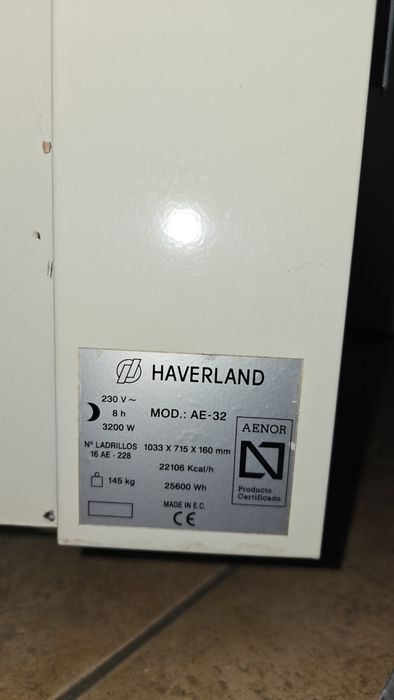 HAVERLAND
230 V ~
8 h
3200 W
MOD.: AE-32
Nº LADRILLOS
16 AE - 228
1033 X 715 X 160 mm
22106 Kcal/h
145 kg
25600 Wh
MADE IN E.C.
CE
AENOR
N
Producto
Certificado